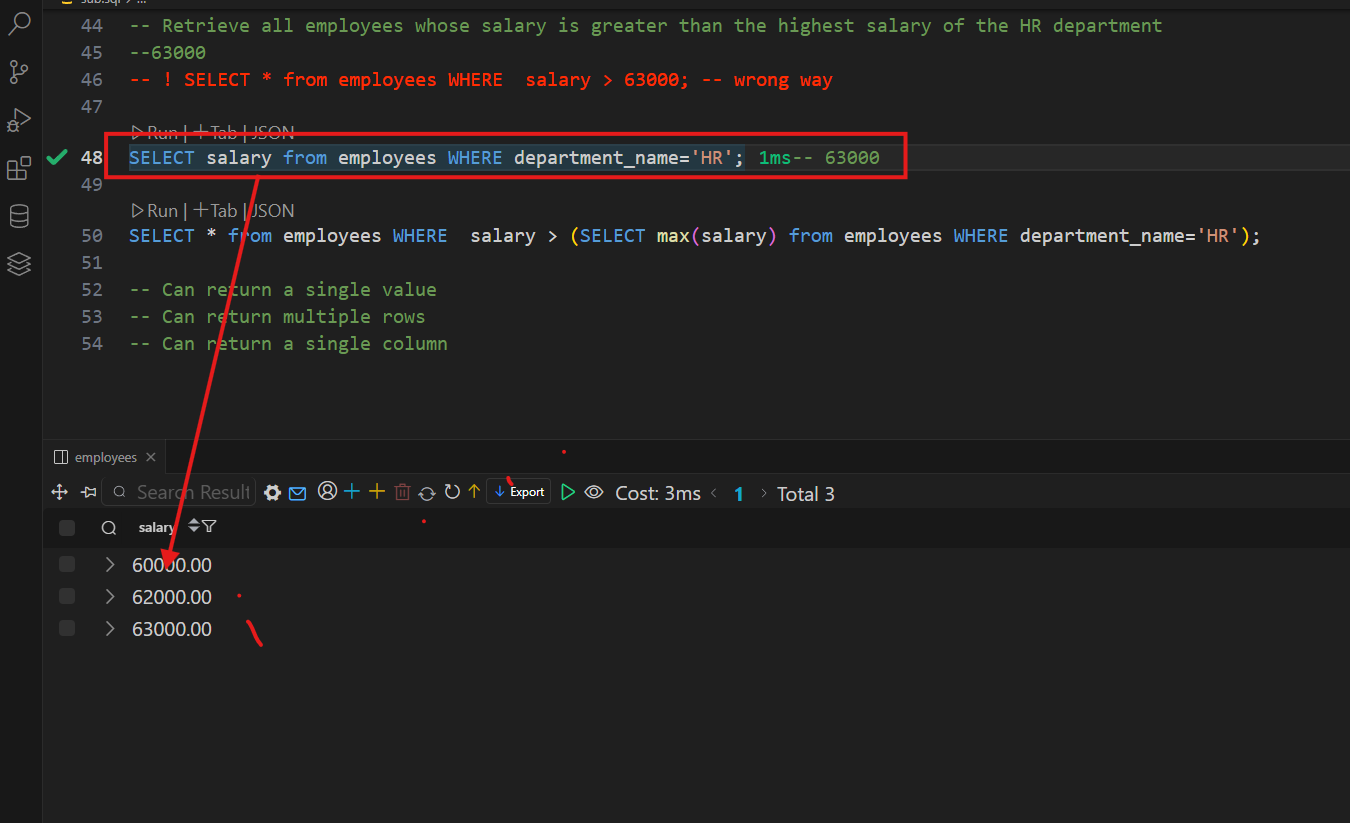 44 -- Retrieve all employees whose salary is greater than the highest salary of the HR department
45 --63000
46 -- ! SELECT * from employees WHERE  salary > 63000; -- wrong way
47
Run | Tab | JSON
48 SELECT salary from employees WHERE department_name='HR'; 1ms-- 63000
49
Run | Tab | JSON
50 SELECT * from employees WHERE  salary > (SELECT max(salary) from employees WHERE department_name='HR');
51
52 -- Can return a single value
53 -- Can return multiple rows
54 -- Can return a single column
employees
Search Result Export Cost: 3ms 1 Total 3
salary
60000.00
62000.00
63000.00